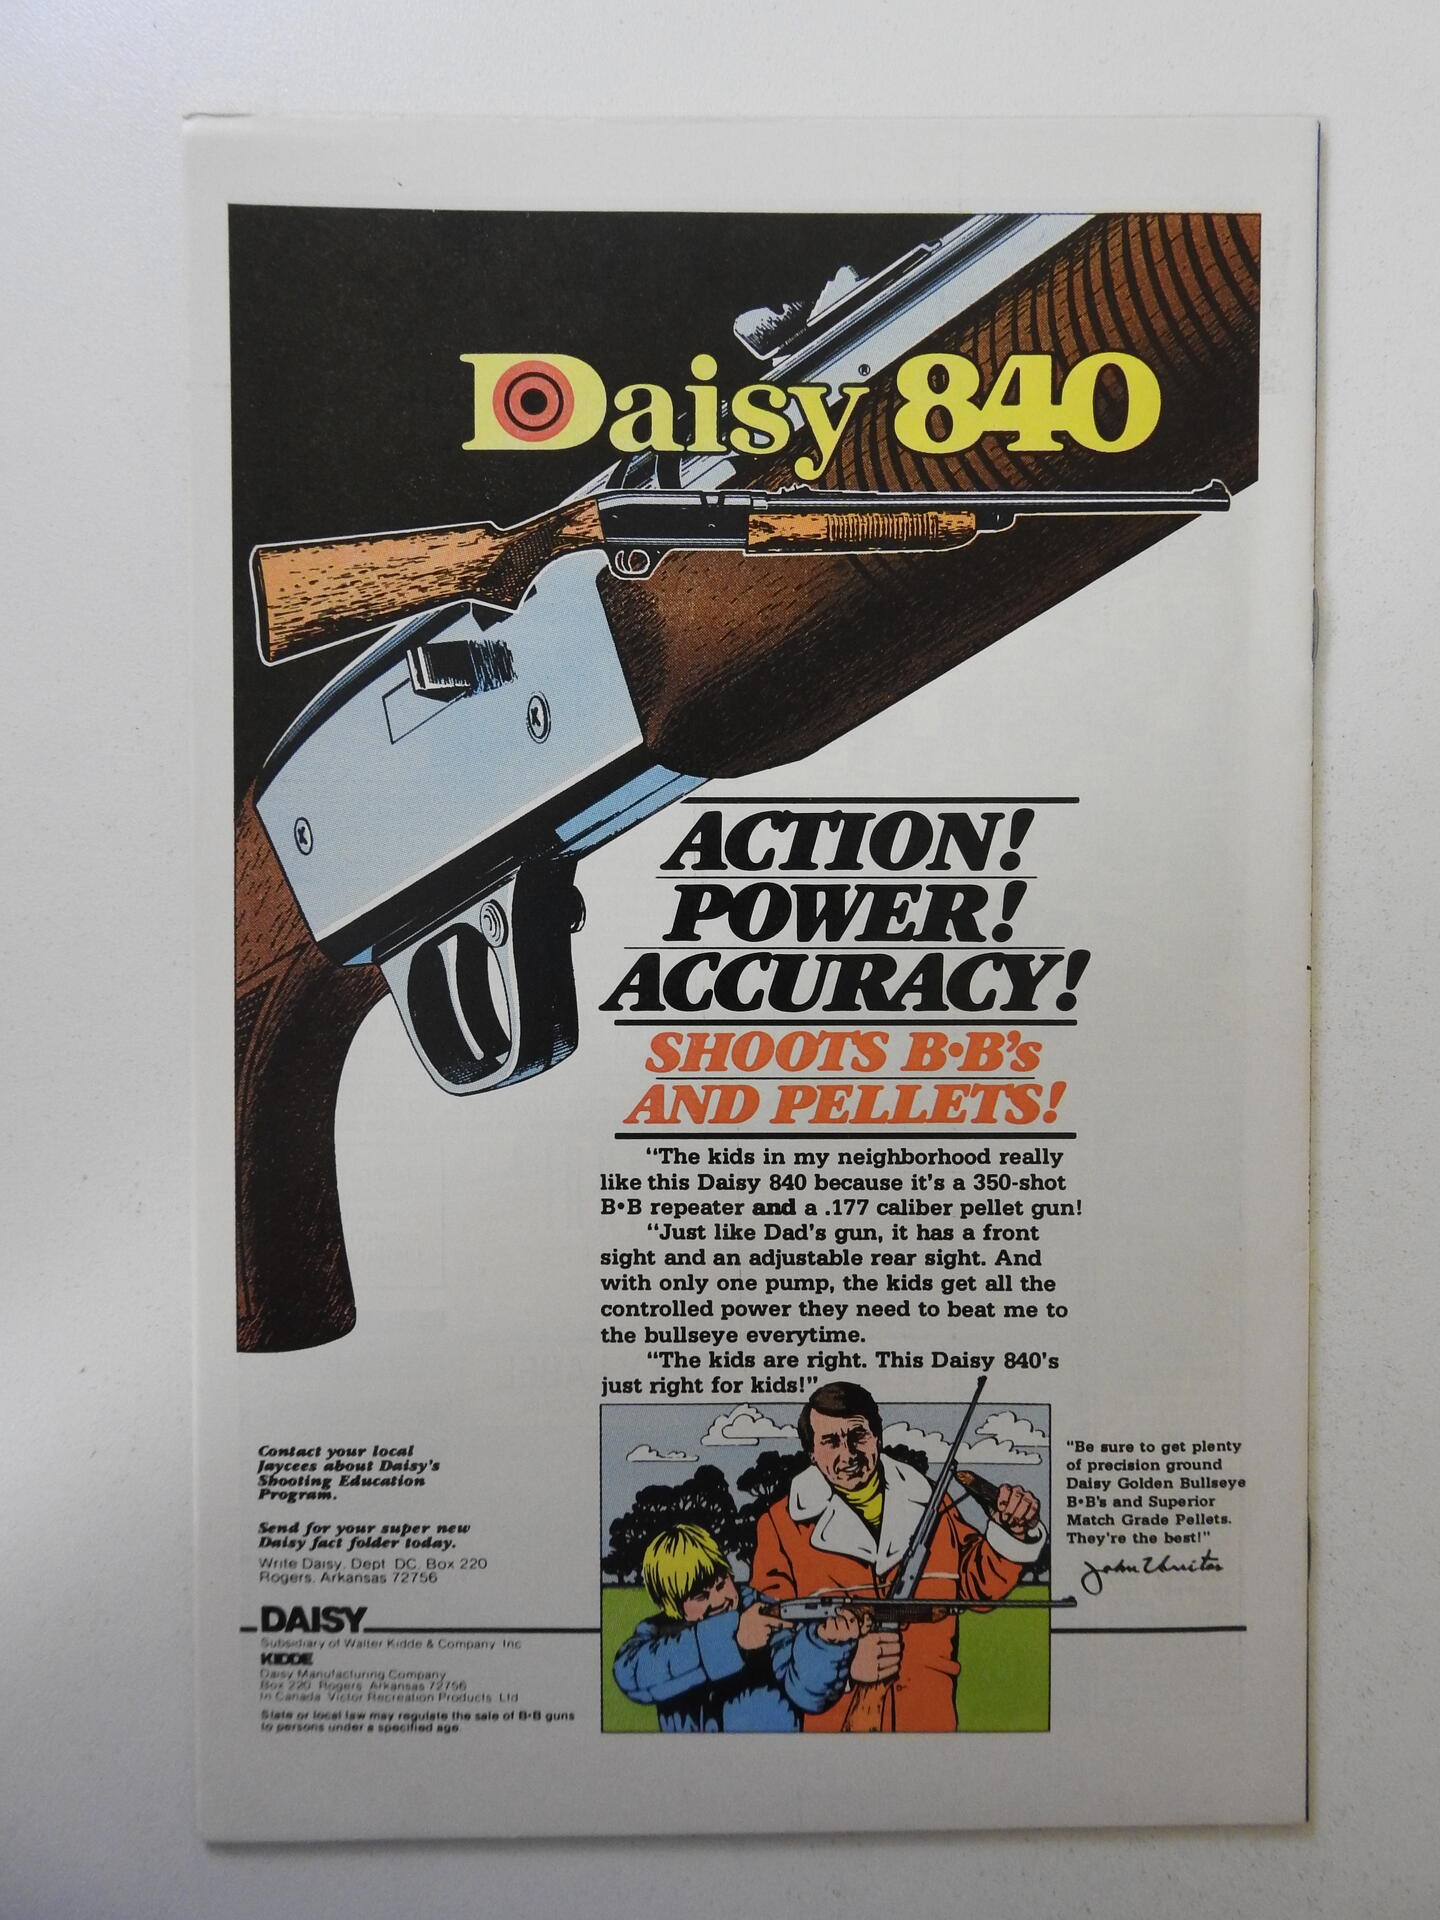 Daisy® 840
ACTION!
POWER!
ACCURACY!
SHOOTS B•B's
AND PELLETS!
"The kids in my neighborhood really
like this Daisy 840 because it's a 350-shot
B•B repeater and a .177 caliber pellet gun!
"Just like Dad's gun, it has a front
sight and an adjustable rear sight. And
with only one pump, the kids get all the
controlled power they need to beat me to
the bullseye everytime.
"The kids are right. This Daisy 840's
just right for kids!"
"Be sure to get plenty
of precision ground
Daisy Golden Bullseye
B•B's and Superior
Match Grade Pellets.
They're the best!"
John Unitas
Contact your local
Jaycees about Daisy's
Shooting Education
Program.
Send for your super new
Daisy fact folder today.
Write Daisy, Dept. DC, Box 220
Rogers, Arkansas 72756
DAISY
Subsidiary of Walter Kidde & Company, Inc.
KIDDE
Daisy Manufacturing Company
Box 220, Rogers, Arkansas 72756
In Canada: Victor Recreation Products, Ltd.
State or local law may regulate the sale of B•B guns
to persons under a specified age.